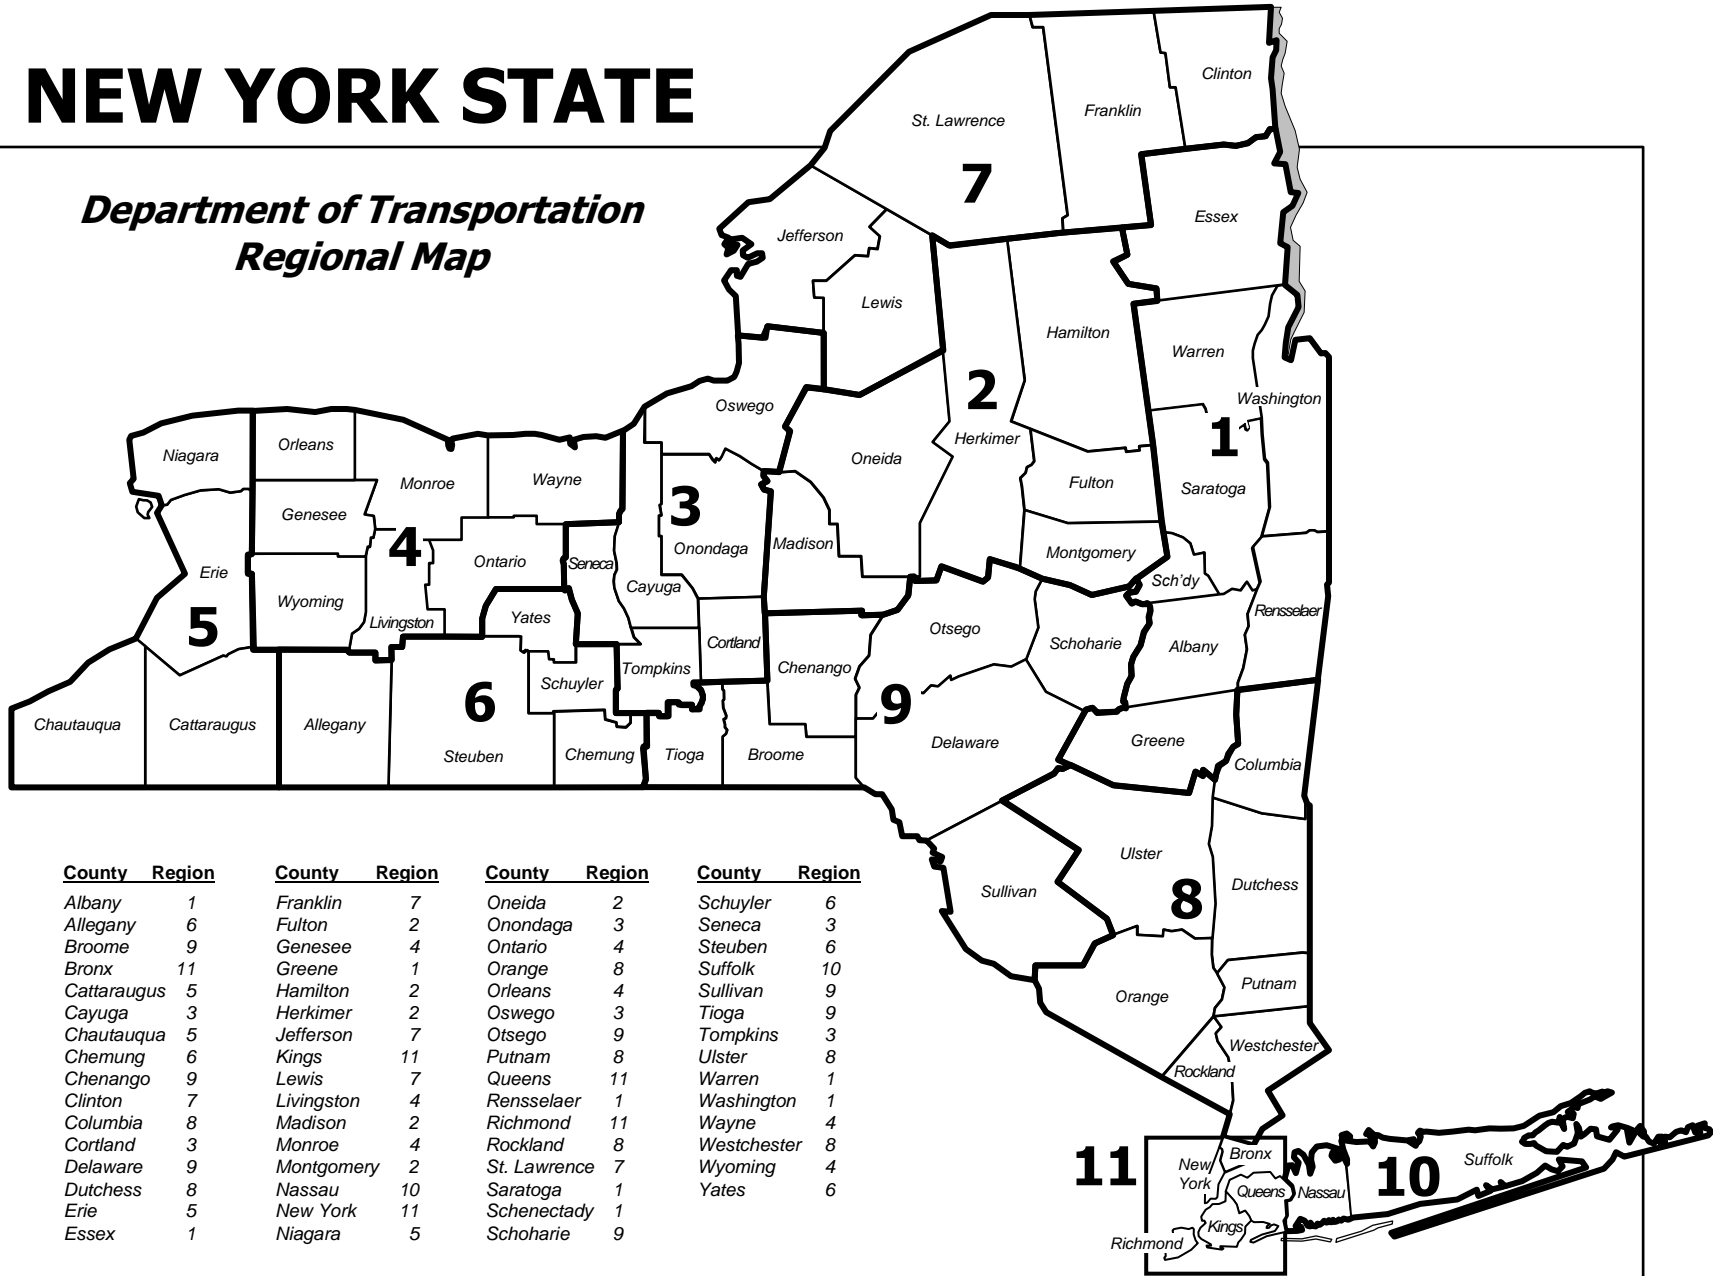 NEW YORK STATE
Department of Transportation
Regional Map
Clinton
Franklin
St. Lawrence
7
Essex
Jefferson
Lewis
Hamilton
Warren
2
Washington
Oswego
1
Herkimer
Orleans
Niagara
Oneida
Wayne
Monroe
Fulton
Saratoga
3
Genesee
4
Madison
Onondaga
Montgomery
Ontario
Seneca
Erie
Sch'dy
Cayuga
Wyoming
Rensselaer
Yates
Livingston
5
Otsego
Cortland
Schoharie
Albany
Chenango
Tompkins
Schuyler
6
9
Chautauqua
Cattaraugus
Allegany
Greene
Delaware
Steuben
Chemung
Tioga
Broome
Columbia
Ulster
Dutchess
Sullivan
8
Putnam
Orange
Westchester
Rockland
11
Bronx
New
York
Suffolk
10
Queens
Nassau
Kings
Richmond
County Region
Albany 1
Allegany 6
Broome 9
Bronx 11
Cattaraugus 5
Cayuga 3
Chautauqua 5
Chemung 6
Chenango 9
Clinton 7
Columbia 8
Cortland 3
Delaware 9
Dutchess 8
Erie 5
Essex 1
County Region
Franklin 7
Fulton 2
Genesee 4
Greene 1
Hamilton 2
Herkimer 2
Jefferson 7
Kings 11
Lewis 7
Livingston 4
Madison 2
Monroe 4
Montgomery 2
Nassau 10
New York 11
Niagara 5
County Region
Oneida 2
Onondaga 3
Ontario 4
Orange 8
Orleans 4
Oswego 3
Otsego 9
Putnam 8
Queens 11
Rensselaer 1
Richmond 11
Rockland 8
St. Lawrence 7
Saratoga 1
Schenectady 1
Schoharie 9
County Region
Schuyler 6
Seneca 3
Steuben 6
Suffolk 10
Sullivan 9
Tioga 9
Tompkins 3
Ulster 8
Warren 1
Washington 1
Wayne 4
Westchester 8
Wyoming 4
Yates 6